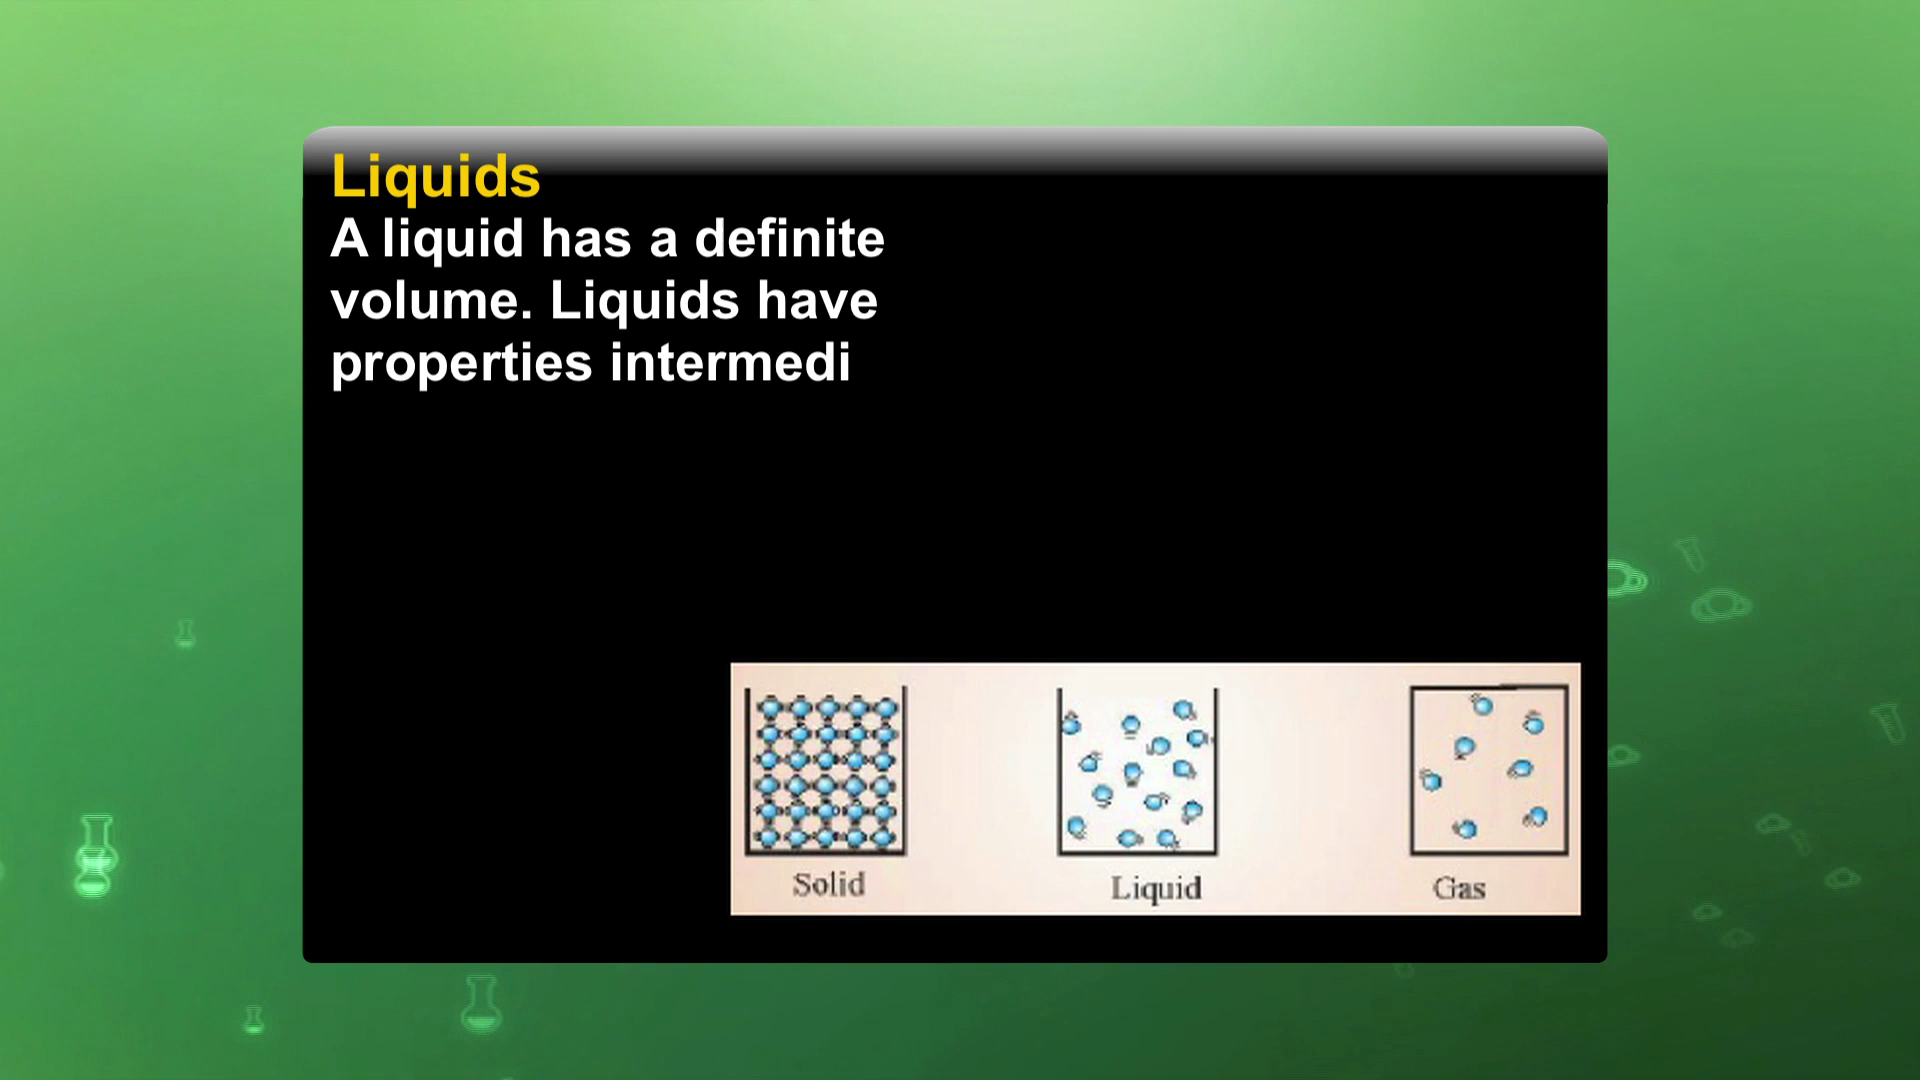 Liquids
A liquid has a definite
volume. Liquids have
properties intermedi
Solid
Liquid
Gas